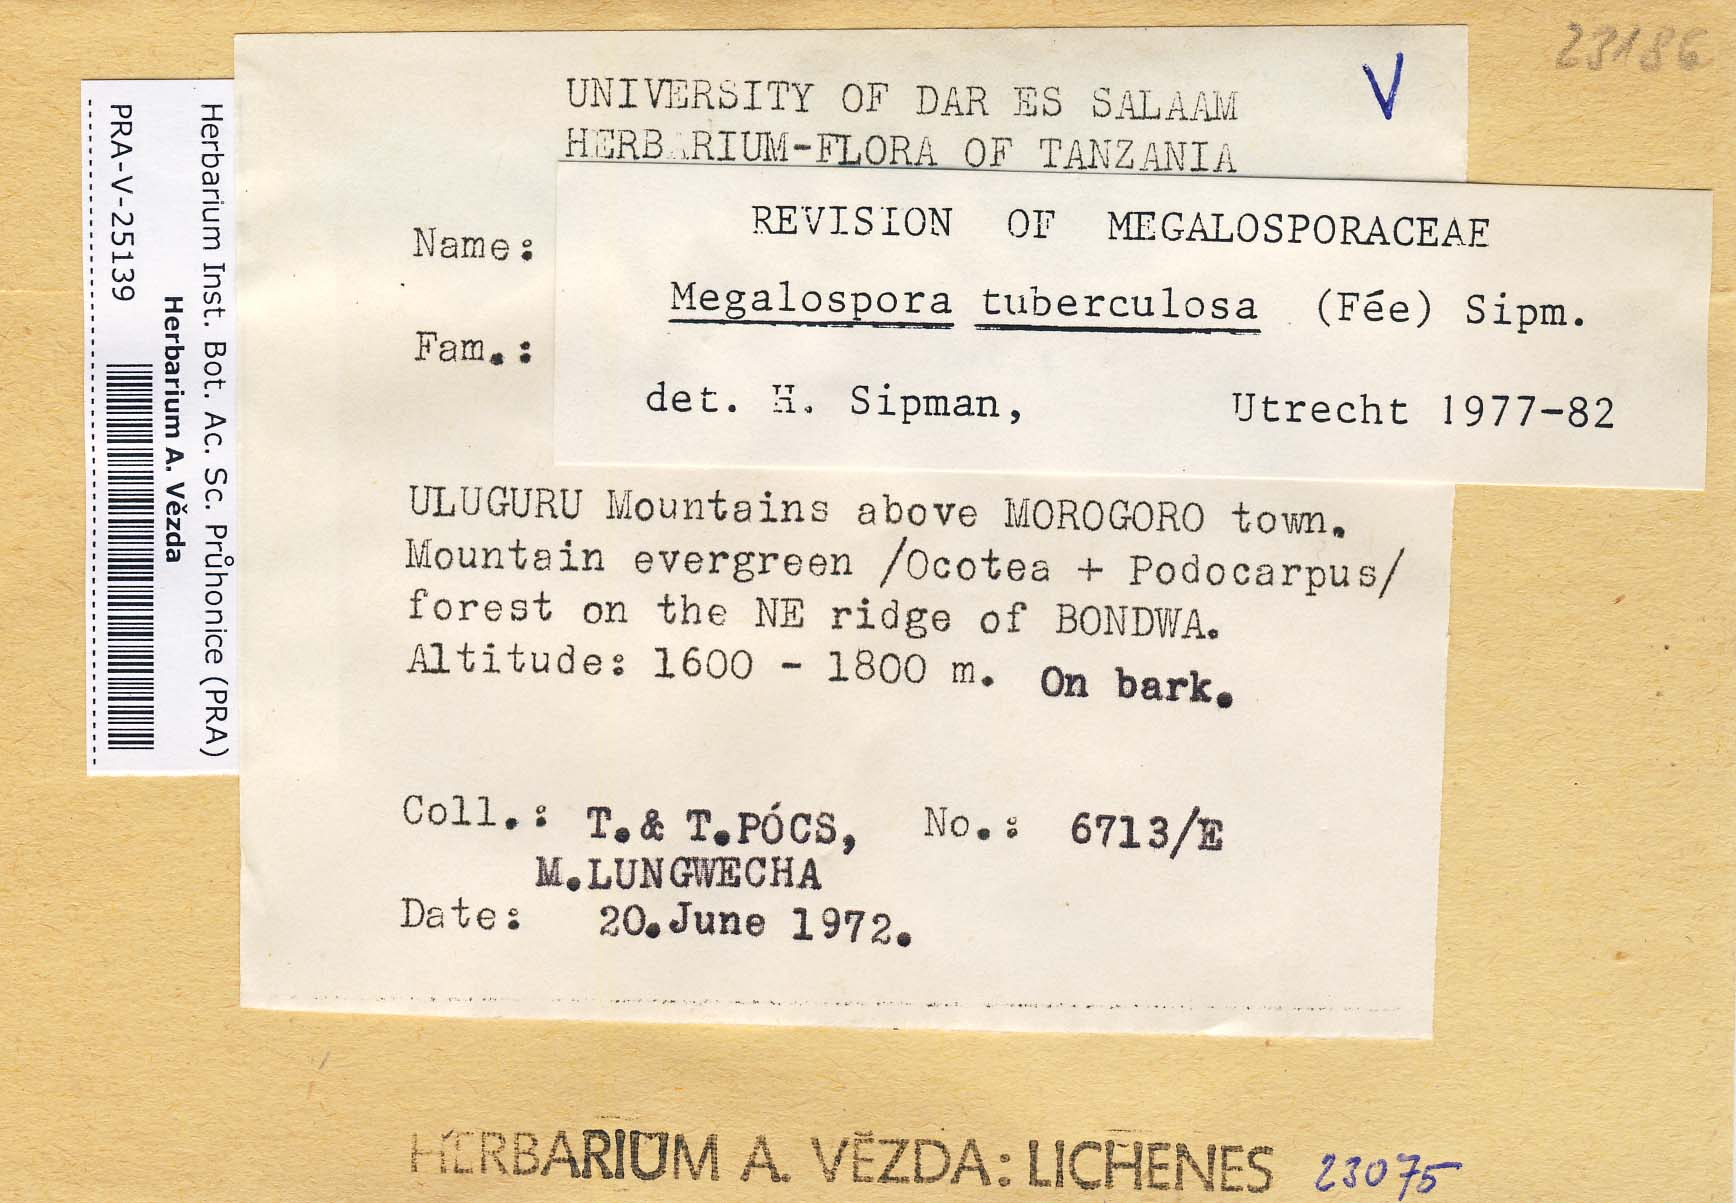 23186
V
UNIVERSITY OF DAR ES SALAAM
HERBARIUM-FLORA OF TANZANIA
REVISION OF MEGALOSPORACEAE
Name:
Megalospora tuberculosa (Fée) Sipm.
Fam.:
det. H. Sipman, Utrecht 1977-82
ULUGURU Mountains above MOROGORO town.
Mountain evergreen /Ocotea + Podocarpus/
forest on the NE ridge of BONDWA.
Altitude: 1600 - 1800 m. On bark.
Coll.: T.& T.PÓCS, No.: 6713/E
M.LUNGWECHA
Date: 20.June 1972.
Herbarium Inst. Bot. Ac. Sc. Průhonice (PRA)
Herbarium A. Vězda
PRA-V-25139
HERBARIUM A. VĚZDA: LICHENES 23075